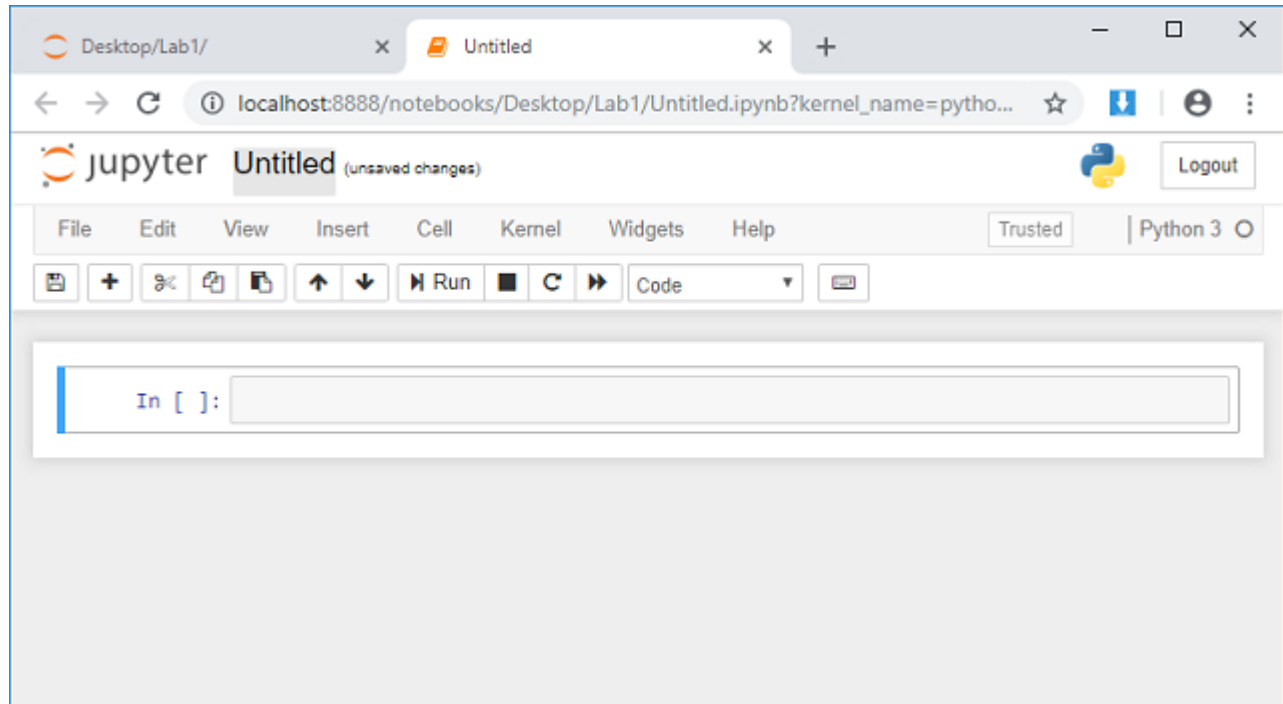 Desktop/Lab1/ Untitled
localhost:8888/notebooks/Desktop/Lab1/Untitled.ipynb?kernel_name=pytho...
jupyter Untitled (unsaved changes) Logout
File Edit View Insert Cell Kernel Widgets Help Trusted Python 3
Run Code
In [ ]: